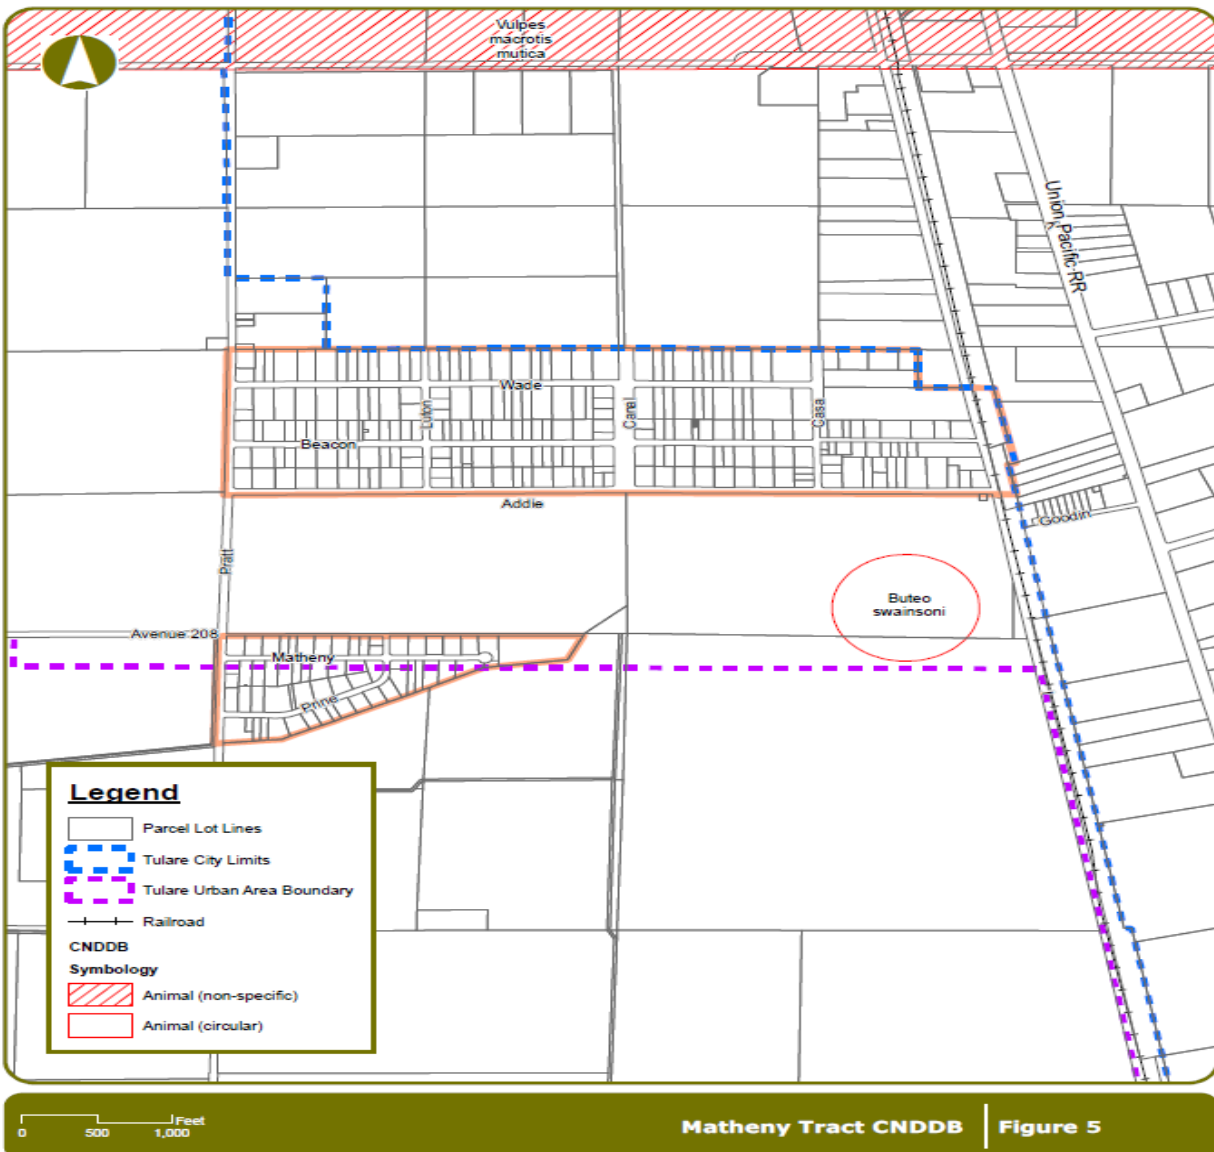 Vulpes
macrotis
mutica
Union Pacific RR
Wade
Luton
Canal
Casa
Beacon
Addie
Goodin
Pratt
Buteo
swainsoni
Avenue 208
Matheny
Prine
Legend
Parcel Lot Lines
Tulare City Limits
Tulare Urban Area Boundary
Railroad
CNDDB
Symbology
Animal (non-specific)
Animal (circular)
Feet
0 500 1,000
Matheny Tract CNDDB
Figure 5